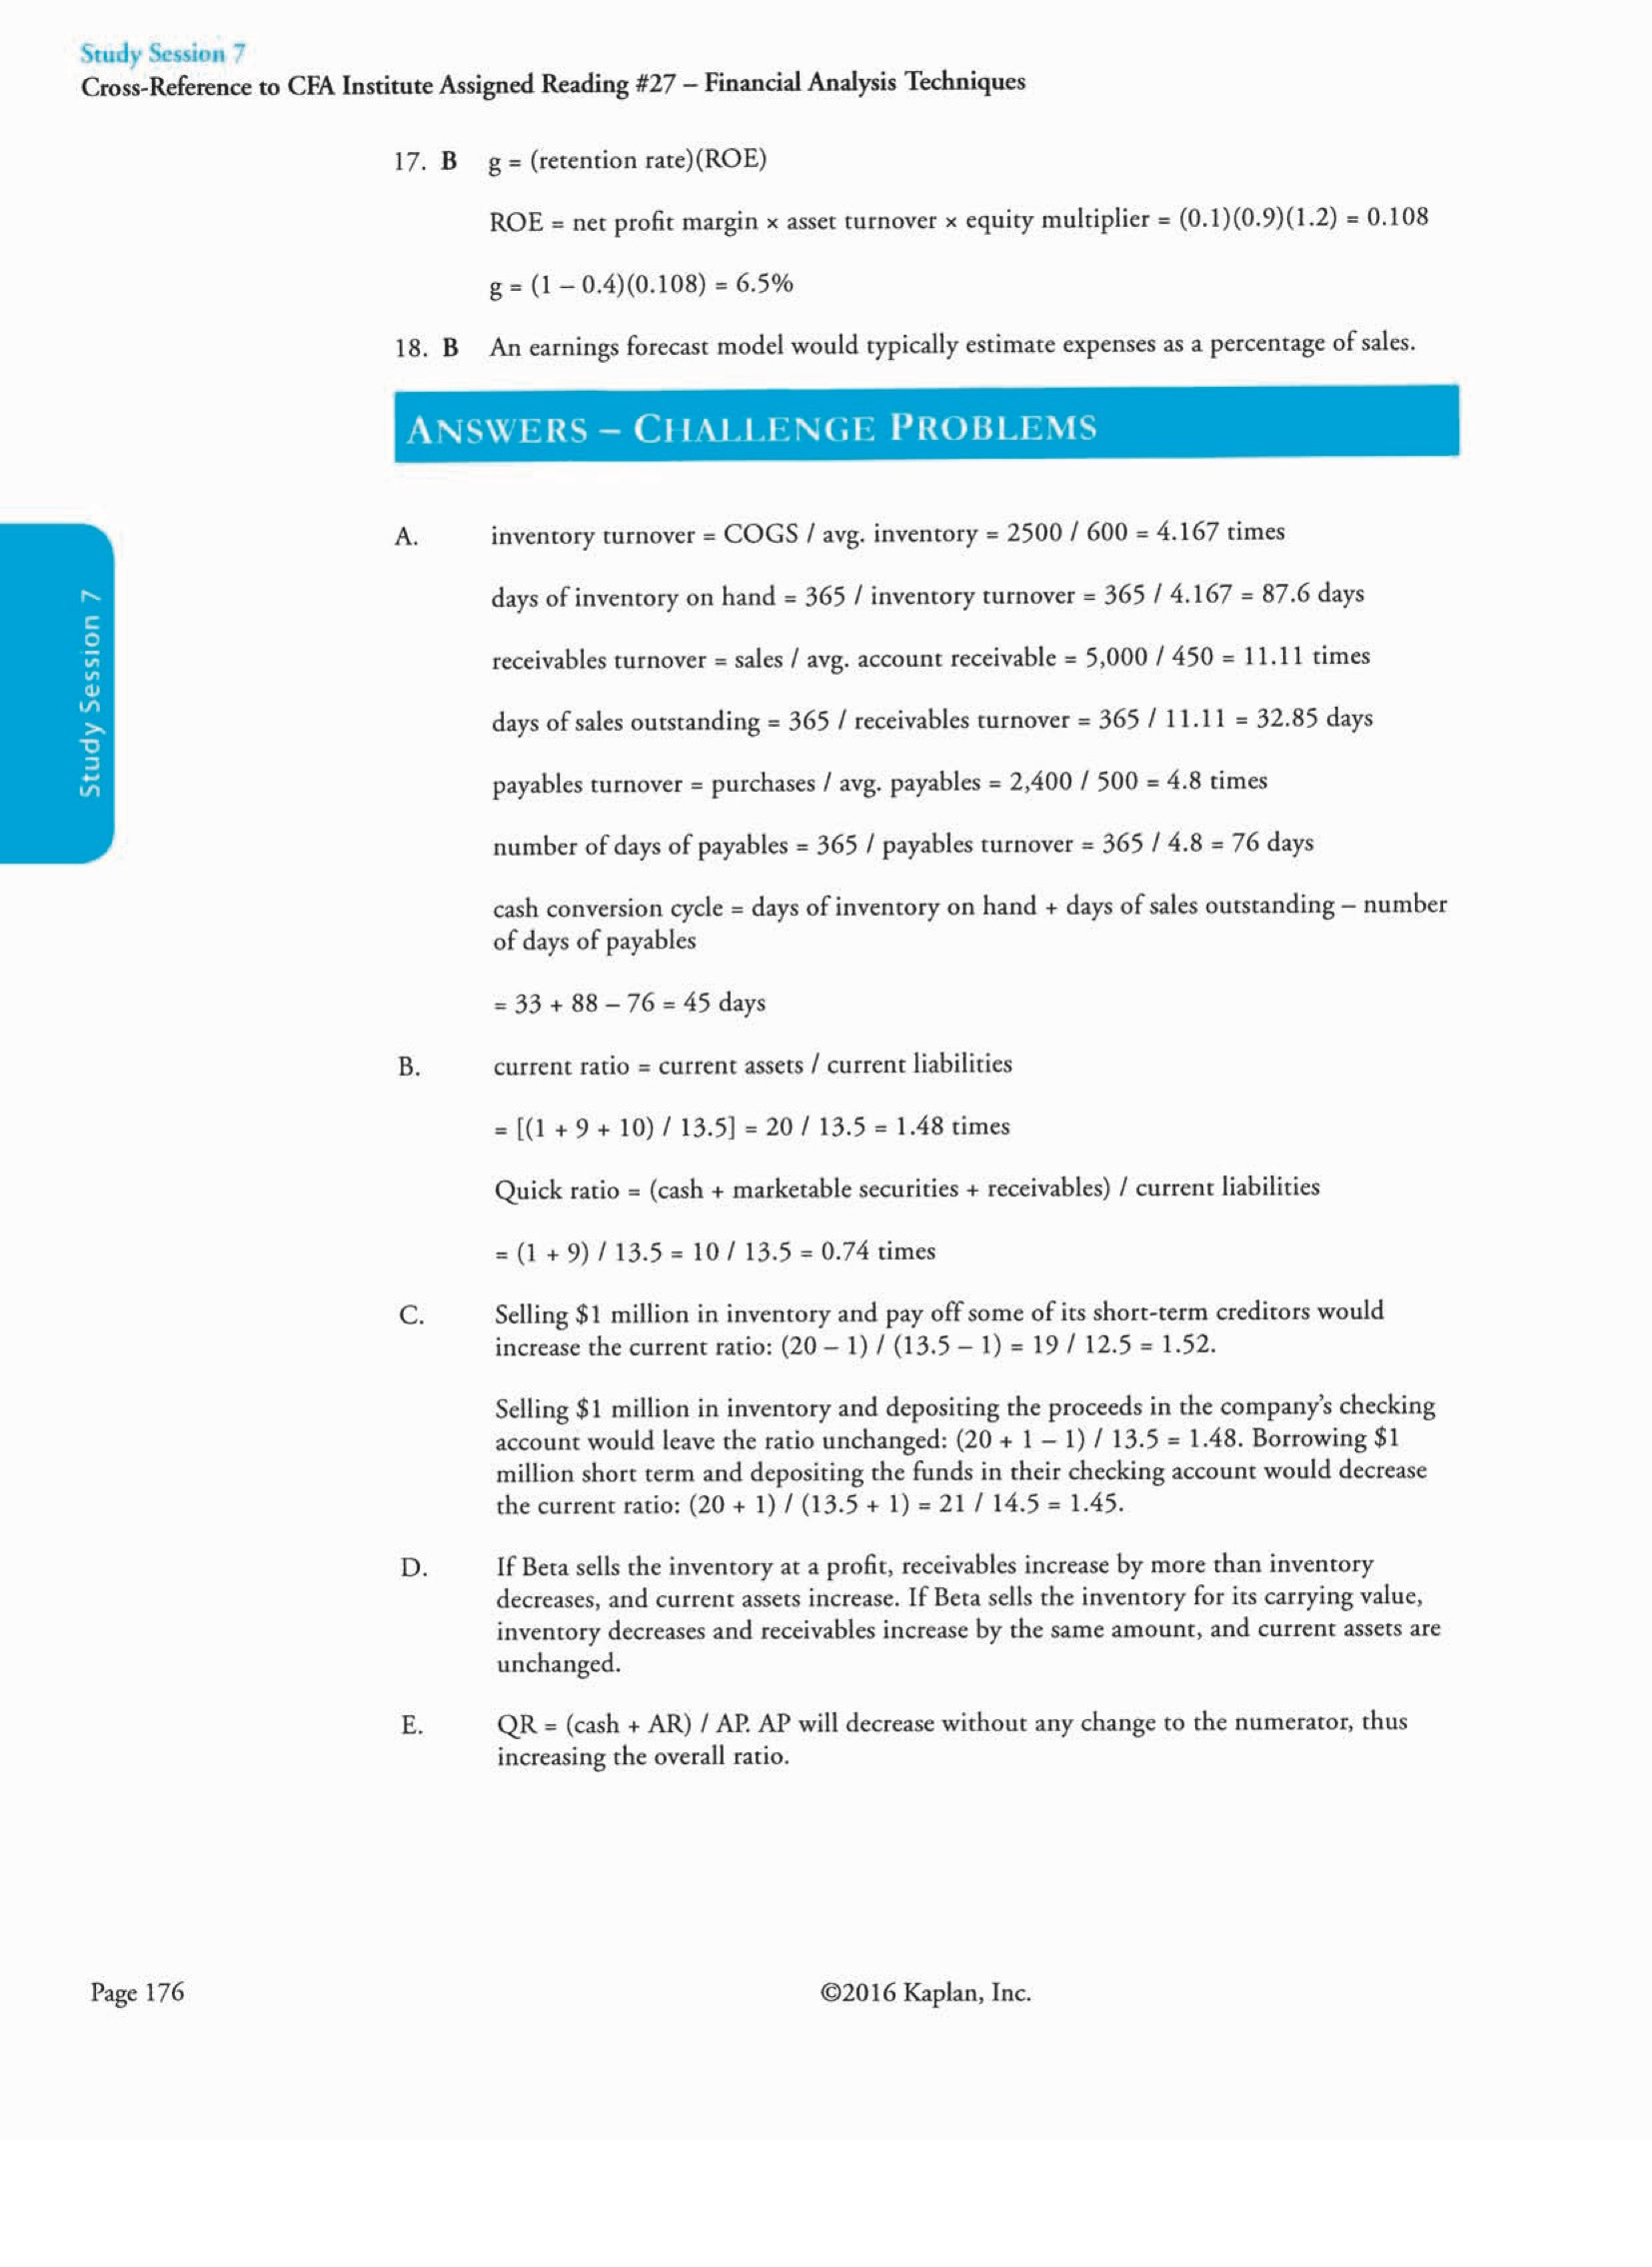 Study Session 7
Cross-Reference to CFA Institute Assigned Reading #27 – Financial Analysis Techniques
17. B g = (retention rate)(ROE)
ROE = net profit margin × asset turnover × equity multiplier = (0.1)(0.9)(1.2) = 0.108
g = (1 – 0.4)(0.108) = 6.5%
18. B An earnings forecast model would typically estimate expenses as a percentage of sales.
ANSWERS – CHALLENGE PROBLEMS
Study Session 7
A. inventory turnover = COGS / avg. inventory = 2500 / 600 = 4.167 times
days of inventory on hand = 365 / inventory turnover = 365 / 4.167 = 87.6 days
receivables turnover = sales / avg. account receivable = 5,000 / 450 = 11.11 times
days of sales outstanding = 365 / receivables turnover = 365 / 11.11 = 32.85 days
payables turnover = purchases / avg. payables = 2,400 / 500 = 4.8 times
number of days of payables = 365 / payables turnover = 365 / 4.8 = 76 days
cash conversion cycle = days of inventory on hand + days of sales outstanding – number
of days of payables
= 33 + 88 – 76 = 45 days
B. current ratio = current assets / current liabilities
= [(1 + 9 + 10) / 13.5] = 20 / 13.5 = 1.48 times
Quick ratio = (cash + marketable securities + receivables) / current liabilities
= (1 + 9) / 13.5 = 10 / 13.5 = 0.74 times
C. Selling $1 million in inventory and pay off some of its short-term creditors would
increase the current ratio: (20 – 1) / (13.5 – 1) = 19 / 12.5 = 1.52.
Selling $1 million in inventory and depositing the proceeds in the company's checking
account would leave the ratio unchanged: (20 + 1 – 1) / 13.5 = 1.48. Borrowing $1
million short term and depositing the funds in their checking account would decrease
the current ratio: (20 + 1) / (13.5 + 1) = 21 / 14.5 = 1.45.
D. If Beta sells the inventory at a profit, receivables increase by more than inventory
decreases, and current assets increase. If Beta sells the inventory for its carrying value,
inventory decreases and receivables increase by the same amount, and current assets are
unchanged.
E. QR = (cash + AR) / AP. AP will decrease without any change to the numerator, thus
increasing the overall ratio.
Page 176 ©2016 Kaplan, Inc.